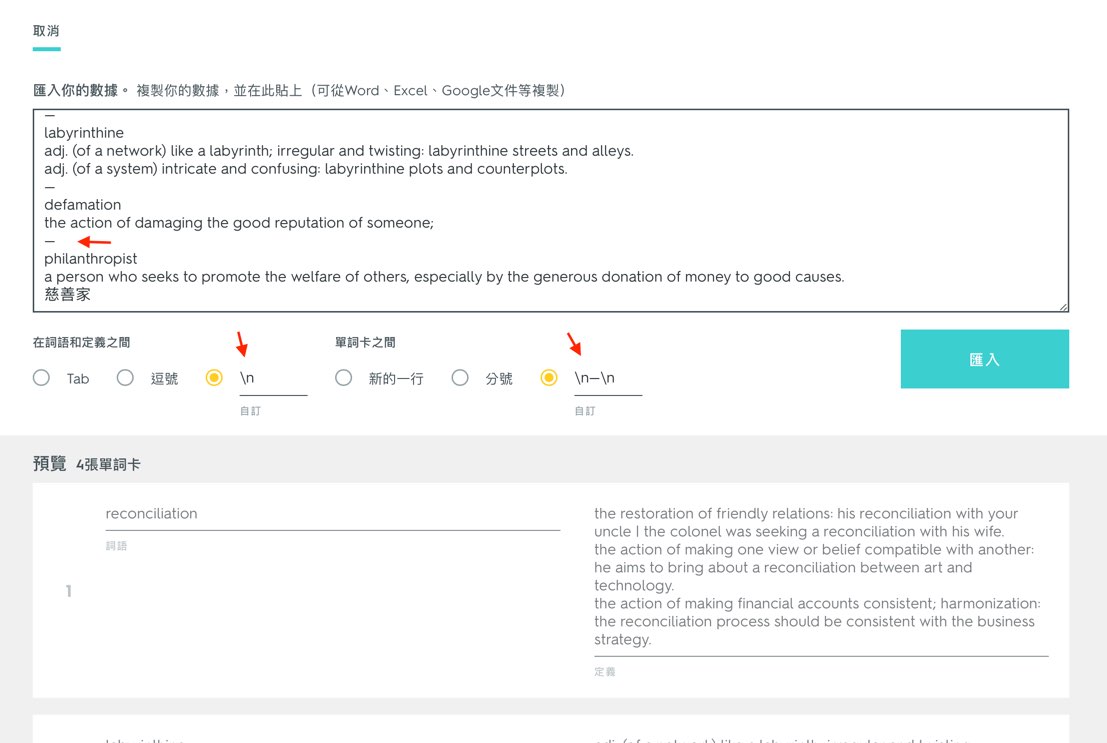 取消
匯入你的數據。 複製你的數據，並在此貼上（可從Word、Excel、Google文件等複製）
—
labyrinthine
adj. (of a network) like a labyrinth; irregular and twisting: labyrinthine streets and alleys.
adj. (of a system) intricate and confusing: labyrinthine plots and counterplots.
—
defamation
the action of damaging the good reputation of someone;
—
philanthropist
a person who seeks to promote the welfare of others, especially by the generous donation of money to good causes.
慈善家
在詞語和定義之間
Tab
逗號
\n
自訂
單詞卡之間
新的一行
分號
\n—\n
自訂
匯入
預覽 4張單詞卡
1
reconciliation
詞語
the restoration of friendly relations: his reconciliation with your
uncle | the colonel was seeking a reconciliation with his wife.
the action of making one view or belief compatible with another:
he aims to bring about a reconciliation between art and
technology.
the action of making financial accounts consistent; harmonization:
the reconciliation process should be consistent with the business
strategy.
定義